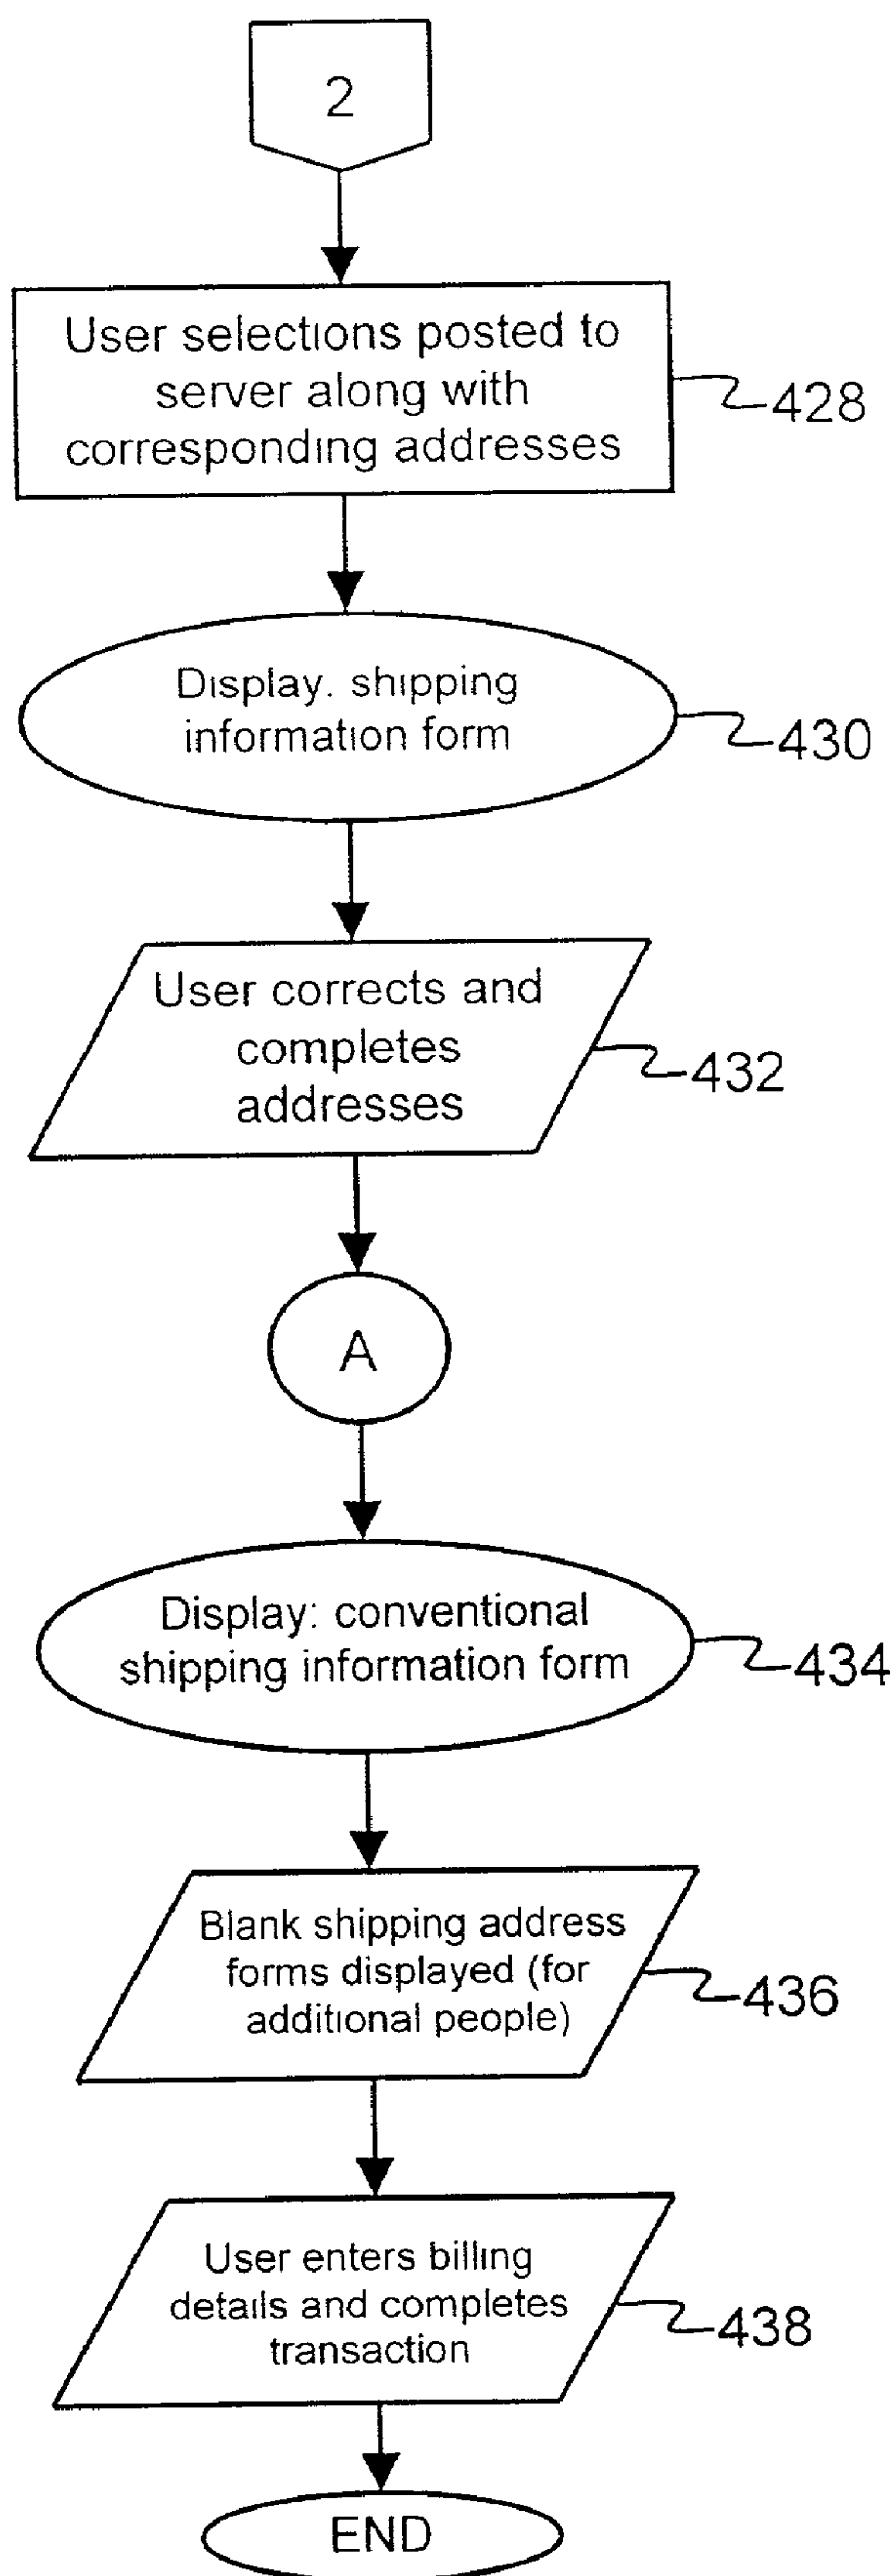 2
User selections posted to
server along with
corresponding addresses
428
Display. shipping
information form
430
User corrects and
completes
addresses
432
A
Display: conventional
shipping information form
434
Blank shipping address
forms displayed (for
additional people)
436
User enters billing
details and completes
transaction
438
END